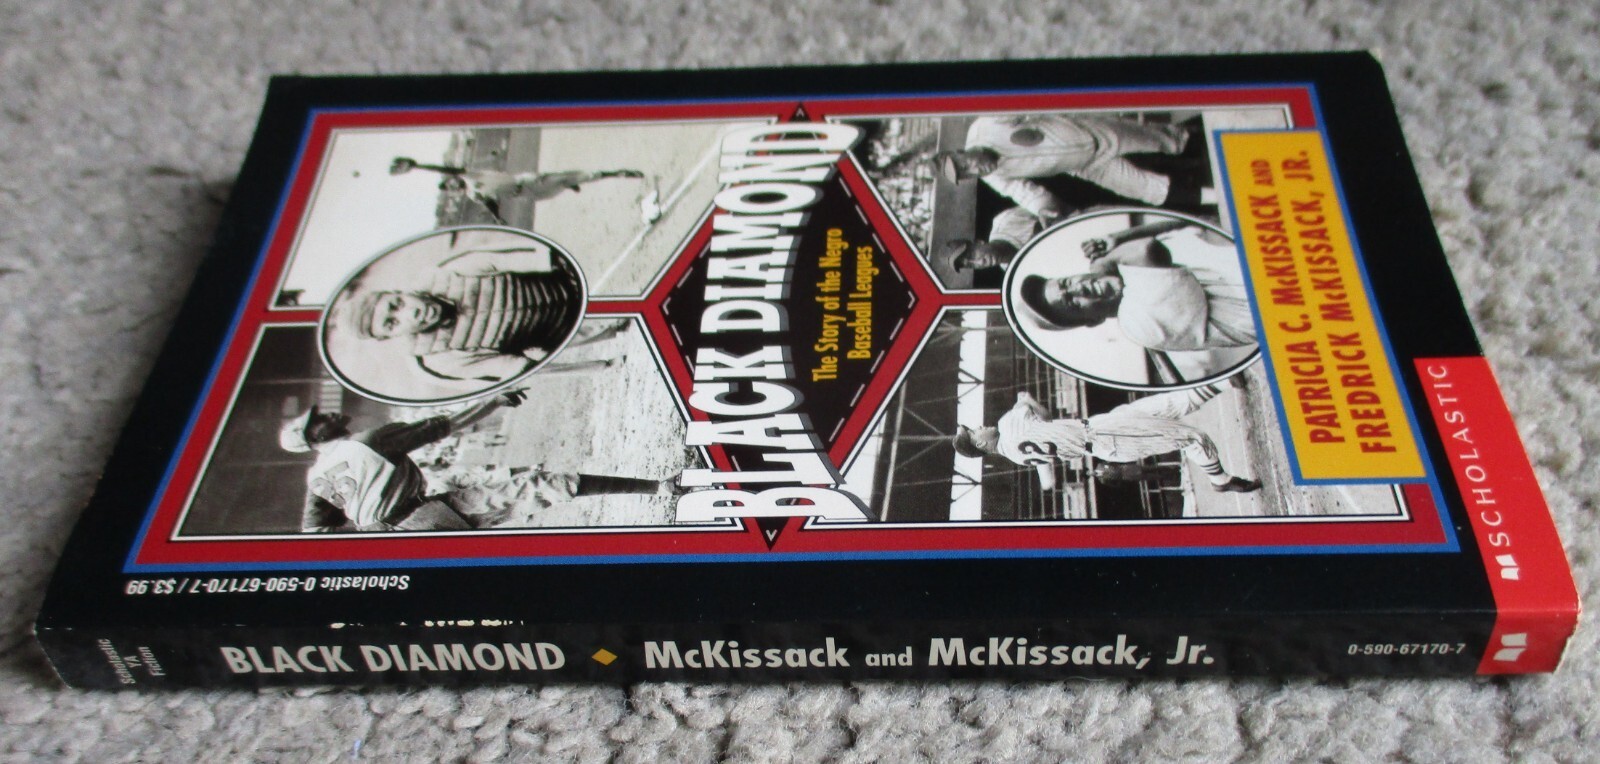 BLACK DIAMOND
The Story of the Negro
Baseball Leagues
PATRICIA C. McKISSACK AND
FREDRICK McKISSACK, JR.
SCHOLASTIC
Scholastic 0-590-67170-7 / $3.99
Scholastic
YA
Fiction
BLACK DIAMOND ◆ McKissack and McKissack, Jr.
0-590-67170-7
12